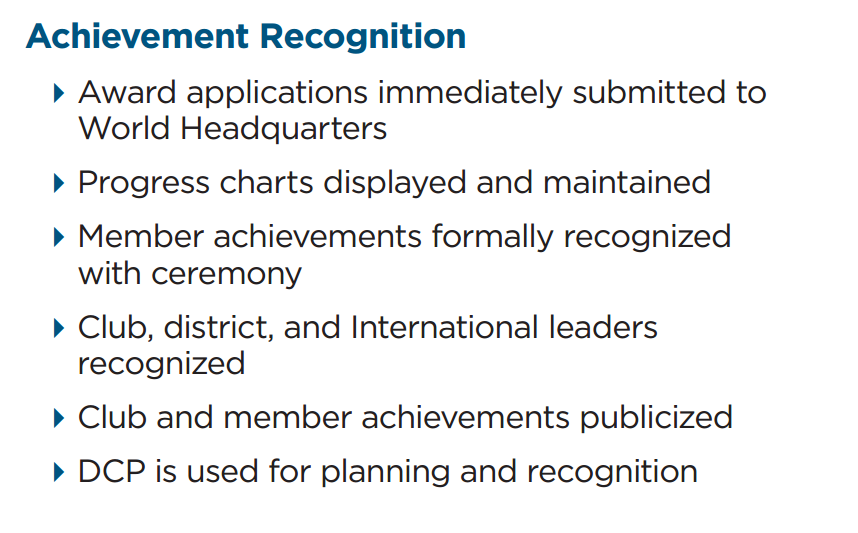 Achievement Recognition
Award applications immediately submitted to
World Headquarters
Progress charts displayed and maintained
Member achievements formally recognized
with ceremony
Club, district, and International leaders
recognized
Club and member achievements publicized
DCP is used for planning and recognition